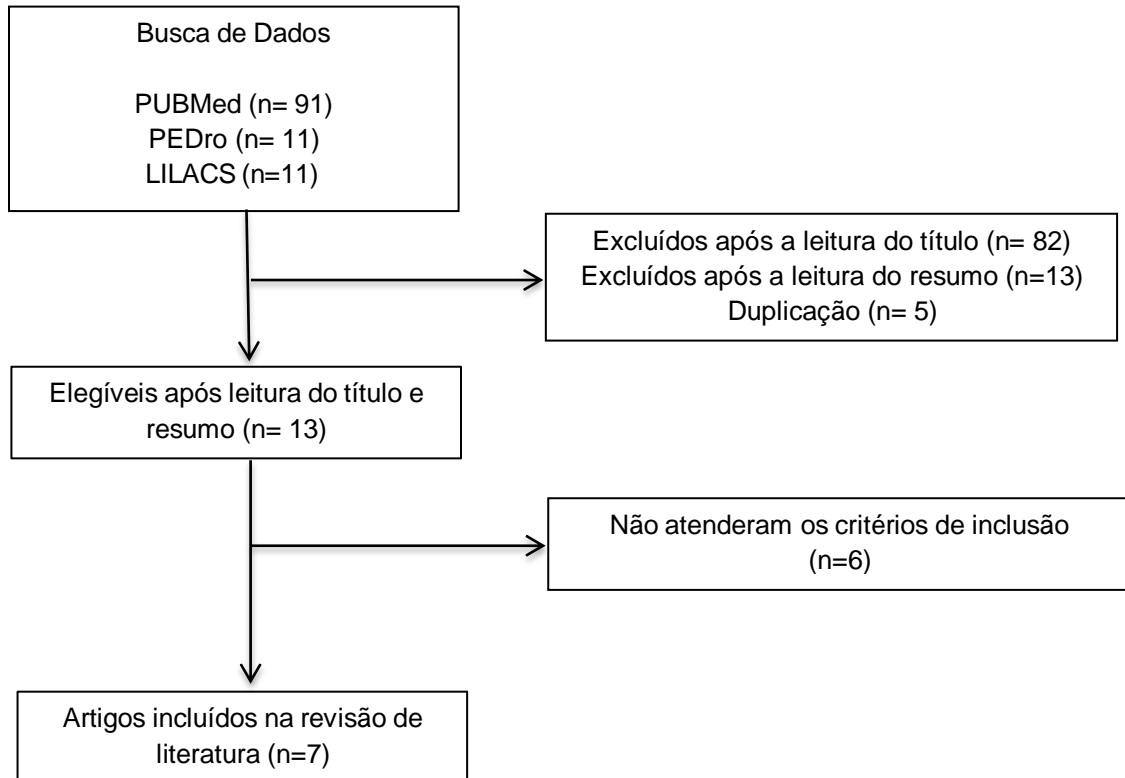 Busca de Dados
PUBMed (n= 91)
PEDro (n= 11)
LILACS (n=11)
Excluídos após a leitura do título (n= 82)
Excluídos após a leitura do resumo (n=13)
Duplicação (n= 5)
Elegíveis após leitura do título e
resumo (n= 13)
Não atenderam os critérios de inclusão
(n=6)
Artigos incluídos na revisão de
literatura (n=7)